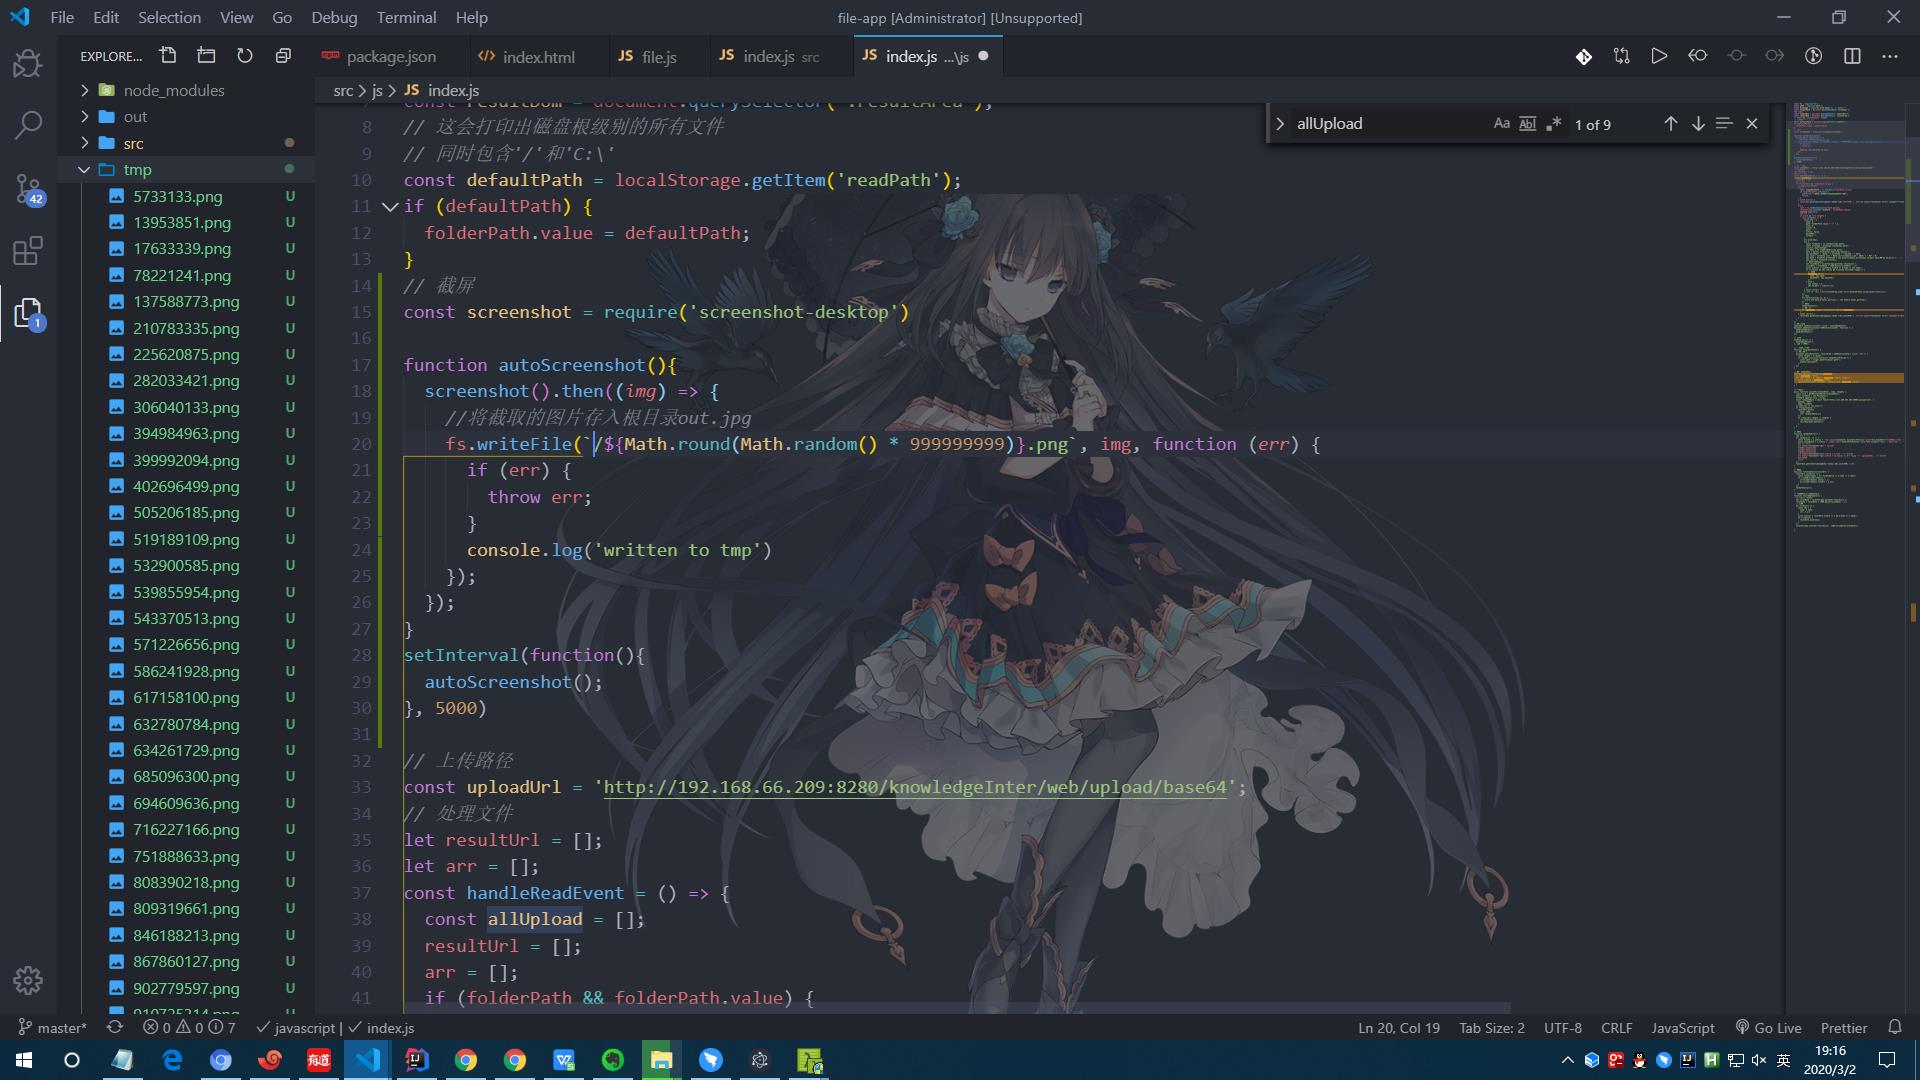 File Edit Selection View Go Debug Terminal Help
file-app [Administrator] [Unsupported]
EXPLORE...
package.json
index.html
JS file.js
JS index.js src
JS index.js ...\js
node_modules
out
src
tmp
5733133.png U
13953851.png U
17633339.png U
78221241.png U
137588773.png U
210783335.png U
225620875.png U
282033421.png U
306040133.png U
394984963.png U
399992094.png U
402696499.png U
505206185.png U
519189109.png U
532900585.png U
539855954.png U
543370513.png U
571226656.png U
586241928.png U
617158100.png U
632780784.png U
634261729.png U
685096300.png U
694609636.png U
716227166.png U
751888633.png U
808390218.png U
809319661.png U
846188213.png U
867860127.png U
902779597.png U
42
1
src > js > JS index.js
allUpload
Aa Abl .* 1 of 9
const resultDom = document.querySelector('.resultArea');
8 // 这会打印出磁盘根级别的所有文件
9 // 同时包含'/'和'C:\'
10 const defaultPath = localStorage.getItem('readPath');
11 if (defaultPath) {
12 folderPath.value = defaultPath;
13 }
14 // 截屏
15 const screenshot = require('screenshot-desktop')
16
17 function autoScreenshot(){
18 screenshot().then((img) => {
19 //将截取的图片存入根目录out.jpg
20 fs.writeFile(`/${Math.round(Math.random() * 999999999)}.png`, img, function (err) {
21 if (err) {
22 throw err;
23 }
24 console.log('written to tmp')
25 });
26 });
27 }
28 setInterval(function(){
29 autoScreenshot();
30 }, 5000)
31
32 // 上传路径
33 const uploadUrl = 'http://192.168.66.209:8280/knowledgeInter/web/upload/base64';
34 // 处理文件
35 let resultUrl = [];
36 let arr = [];
37 const handleReadEvent = () => {
38 const allUpload = [];
39 resultUrl = [];
40 arr = [];
41 if (folderPath && folderPath.value) {
master* 0 0 7 javascript | index.js
Ln 20, Col 19 Tab Size: 2 UTF-8 CRLF JavaScript Go Live Prettier
有道
英
19:16
2020/3/2